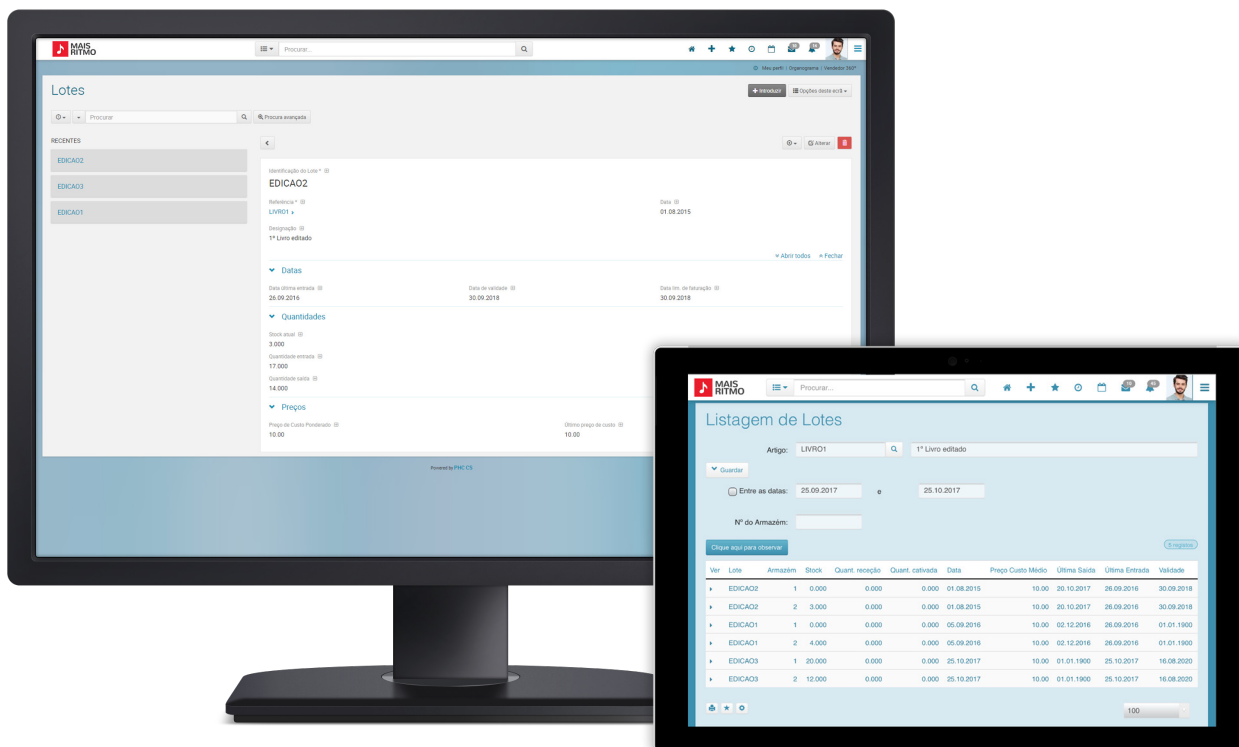 MAIS
RITMO
Procurar...
Meu perfil | Organograma | Vendedor 360º
Lotes
Introduzir
Opções deste ecrã
Procurar
Procura avançada
RECENTES
EDICAO2
EDICAO3
EDICAO1
Alterar
Identificação do Lote *
EDICAO2
Referência * Data
LIVRO1 01.08.2015
Designação
1º Livro editado
Abrir todos Fechar
Datas
Data última entrada Data de validade Data lim. de faturação
26.09.2016 30.09.2018 30.09.2018
Quantidades
Stock atual
3.000
Quantidade entrada
17.000
Quantidade saída
14.000
Preços
Preço de Custo Ponderado Último preço de custo
10.00 10.00
Powered by PHC CS
MAIS
RITMO
Procurar...
Listagem de Lotes
Artigo: LIVRO1 1º Livro editado
Guardar
Entre as datas: 25.09.2017 e 25.10.2017
Nº do Armazém:
Clique aqui para observar
6 registos
Ver Lote Armazém Stock Quant. receção Quant. cativada Data Preço Custo Médio Última Saída Última Entrada Validade
EDICAO2 1 0.000 0.000 0.000 01.08.2015 10.00 20.10.2017 26.09.2016 30.09.2018
EDICAO2 2 3.000 0.000 0.000 01.08.2015 10.00 20.10.2017 26.09.2016 30.09.2018
EDICAO1 1 0.000 0.000 0.000 05.09.2016 10.00 02.12.2016 26.09.2016 01.01.1900
EDICAO1 2 4.000 0.000 0.000 05.09.2016 10.00 02.12.2016 26.09.2016 01.01.1900
EDICAO3 1 20.000 0.000 0.000 25.10.2017 10.00 01.01.1900 25.10.2017 16.08.2020
EDICAO3 2 12.000 0.000 0.000 25.10.2017 10.00 01.01.1900 25.10.2017 16.08.2020
100